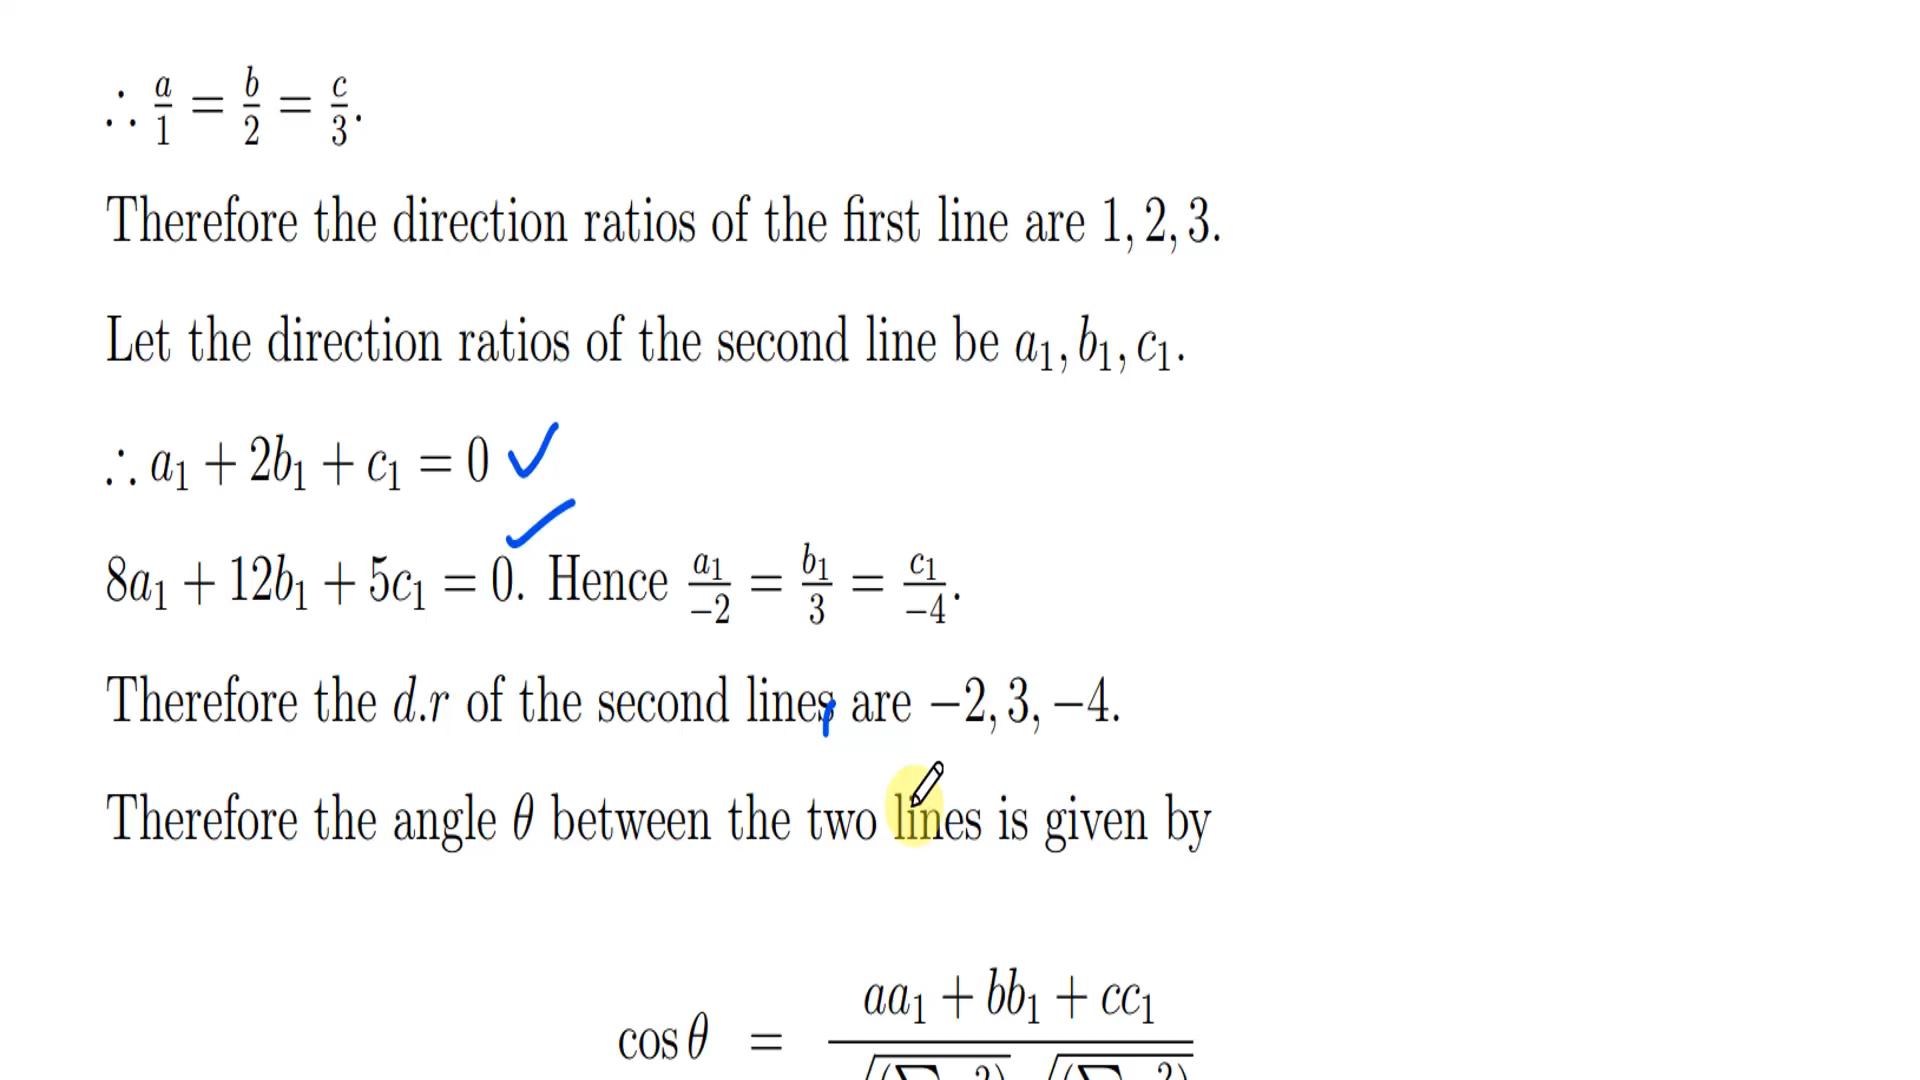 ∴ a/1 = b/2 = c/3.
Therefore the direction ratios of the first line are 1, 2, 3.
Let the direction ratios of the second line be a₁, b₁, c₁.
∴ a₁ + 2b₁ + c₁ = 0
8a₁ + 12b₁ + 5c₁ = 0. Hence a₁/−2 = b₁/3 = c₁/−4.
Therefore the d.r of the second lines are −2, 3, −4.
Therefore the angle θ between the two lines is given by
cos θ = aa₁ + bb₁ + cc₁